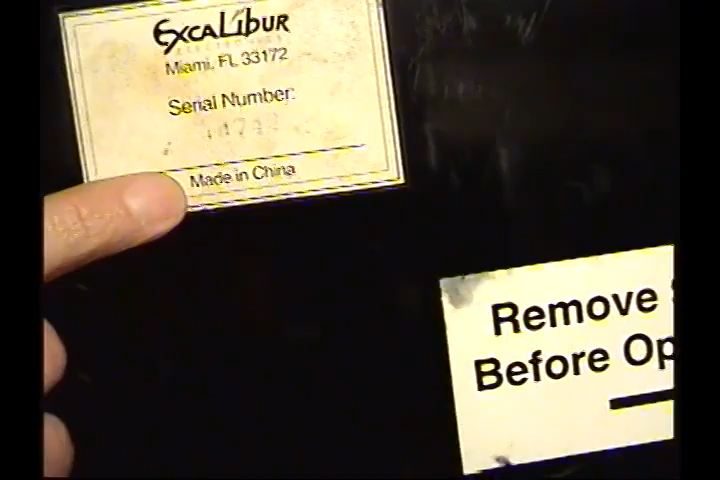 EXCALIBUR
ELECTRONICS
Miami, FL 33172
Serial Number:
Made in China
Remove
Before Op